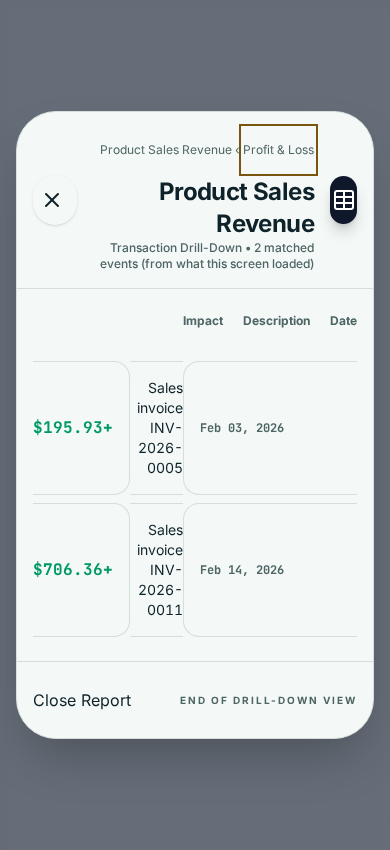 Product Sales Revenue ‹ Profit & Loss
Product Sales
Revenue
Transaction Drill-Down • 2 matched
events (from what this screen loaded)
Impact Description Date
$195.93+
Sales
invoice
INV-
2026-
0005
Feb 03, 2026
$706.36+
Sales
invoice
INV-
2026-
0011
Feb 14, 2026
Close Report
END OF DRILL-DOWN VIEW